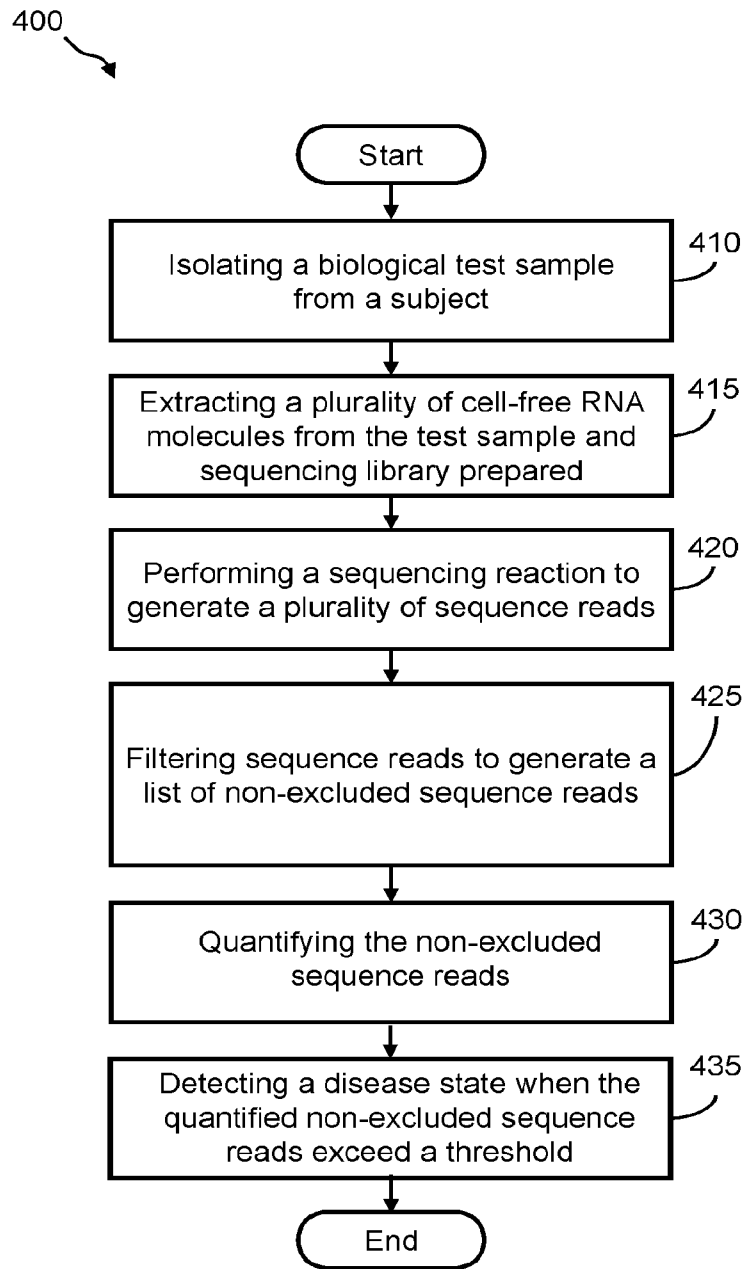 400
Start
Isolating a biological test sample
from a subject
410
Extracting a plurality of cell-free RNA
molecules from the test sample and
sequencing library prepared
415
Performing a sequencing reaction to
generate a plurality of sequence reads
420
Filtering sequence reads to generate a
list of non-excluded sequence reads
425
Quantifying the non-excluded
sequence reads
430
Detecting a disease state when the
quantified non-excluded sequence
reads exceed a threshold
435
End